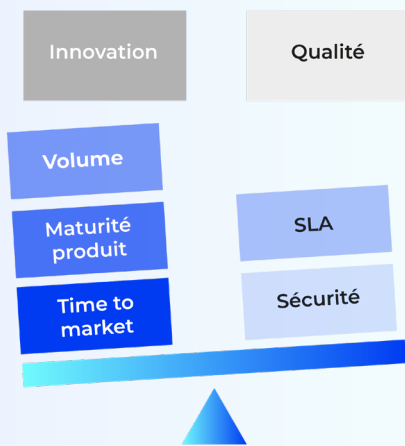 Innovation
Qualité
Volume
Maturité
produit
Time to
market
SLA
Sécurité